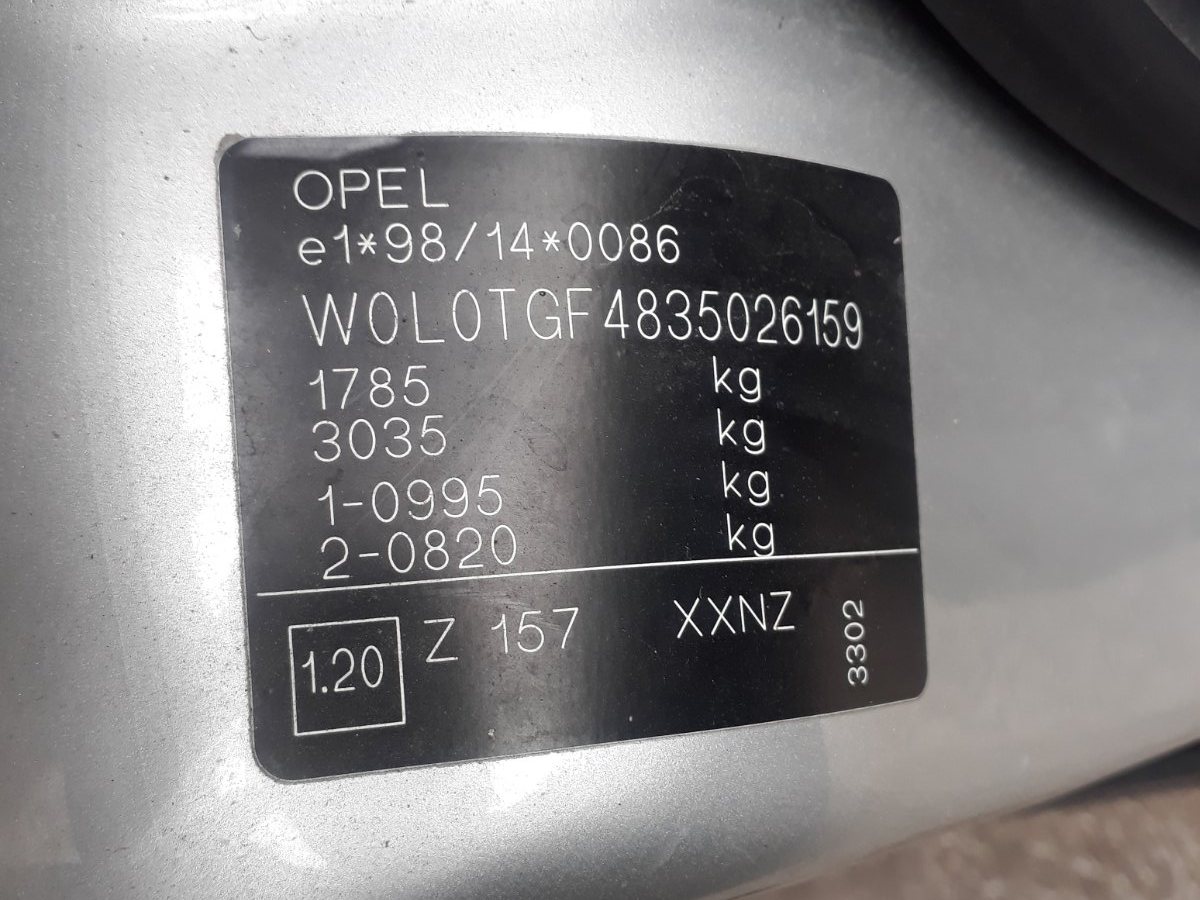 OPEL
e1*98/14*0086
W0L0TGF4835026159
1785 kg
3035 kg
1-0995 kg
2-0820 kg
1.20 Z 157 XXNZ 3302